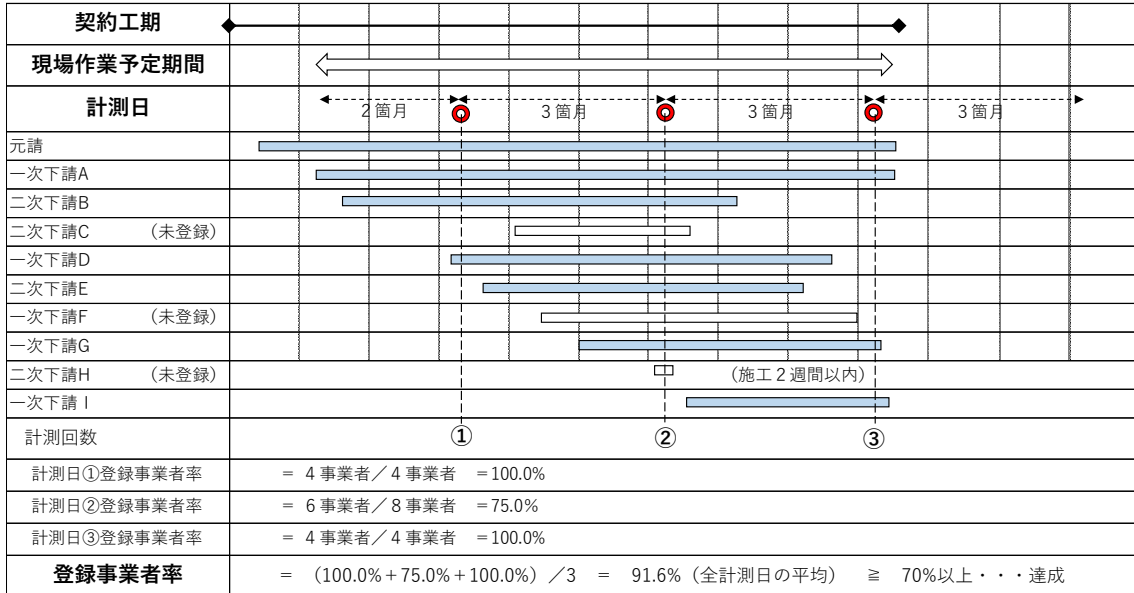 契約工期
現場作業予定期間
計測日
2箇月 3箇月 3箇月 3箇月
元請
一次下請A
二次下請B
二次下請C (未登録)
一次下請D
二次下請E
一次下請F (未登録)
一次下請G
二次下請H (未登録) (施工2週間以内)
一次下請I
計測回数 ① ② ③
計測日①登録事業者率 = 4事業者/4事業者 =100.0%
計測日②登録事業者率 = 6事業者/8事業者 =75.0%
計測日③登録事業者率 = 4事業者/4事業者 =100.0%
登録事業者率 = (100.0%+75.0%+100.0%)/3 = 91.6%(全計測日の平均) ≧ 70%以上・・・達成